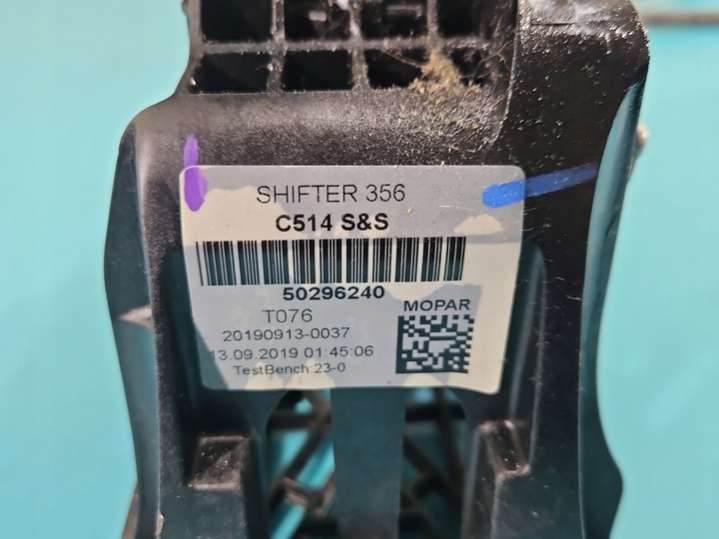 SHIFTER 356
C514 S&S
50296240
T076
MOPAR
20190913-0037
13.09.2019 01:45:06
TestBench:23-0